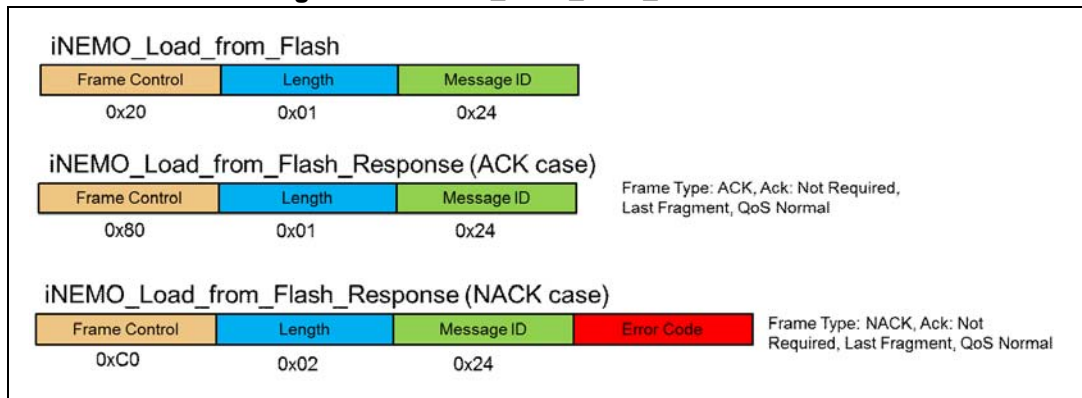 iNEMO_Load_from_Flash
Frame Control Length Message ID
0x20 0x01 0x24
iNEMO_Load_from_Flash_Response (ACK case)
Frame Control Length Message ID
Frame Type: ACK, Ack: Not Required,
Last Fragment, QoS Normal
0x80 0x01 0x24
iNEMO_Load_from_Flash_Response (NACK case)
Frame Control Length Message ID Error Code
Frame Type: NACK, Ack: Not
Required, Last Fragment, QoS Normal
0xC0 0x02 0x24